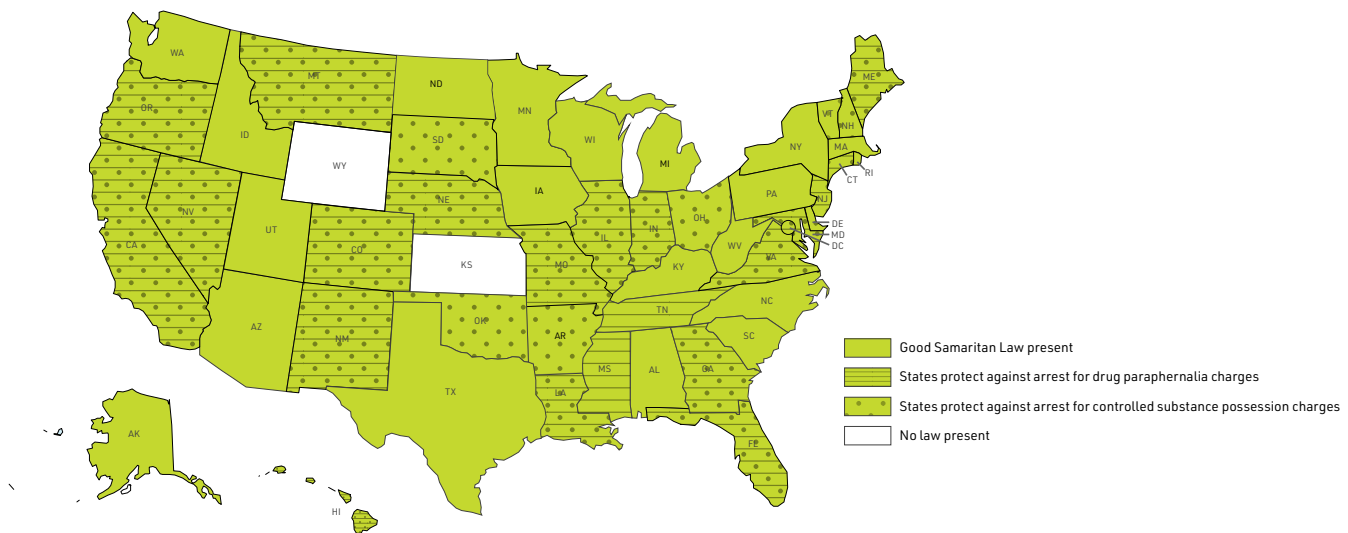 WA
MT
ND
MN
OR
ID
WY
SD
WI
MI
NY
VT
NH
ME
MA
RI
CT
NV
UT
CO
NE
IA
IL
IN
OH
PA
NJ
DE
MD
DC
CA
KS
MO
KY
WV
VA
AZ
NM
OK
AR
TN
NC
SC
TX
LA
MS
AL
GA
FE
AK
HI
Good Samaritan Law present
States protect against arrest for drug paraphernalia charges
States protect against arrest for controlled substance possession charges
No law present